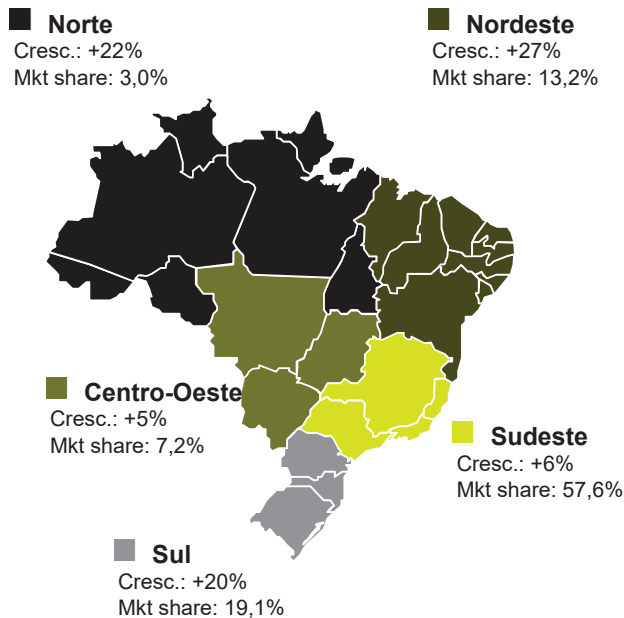 Norte
Cresc.: +22%
Mkt share: 3,0%
Nordeste
Cresc.: +27%
Mkt share: 13,2%
Centro-Oeste
Cresc.: +5%
Mkt share: 7,2%
Sudeste
Cresc.: +6%
Mkt share: 57,6%
Sul
Cresc.: +20%
Mkt share: 19,1%